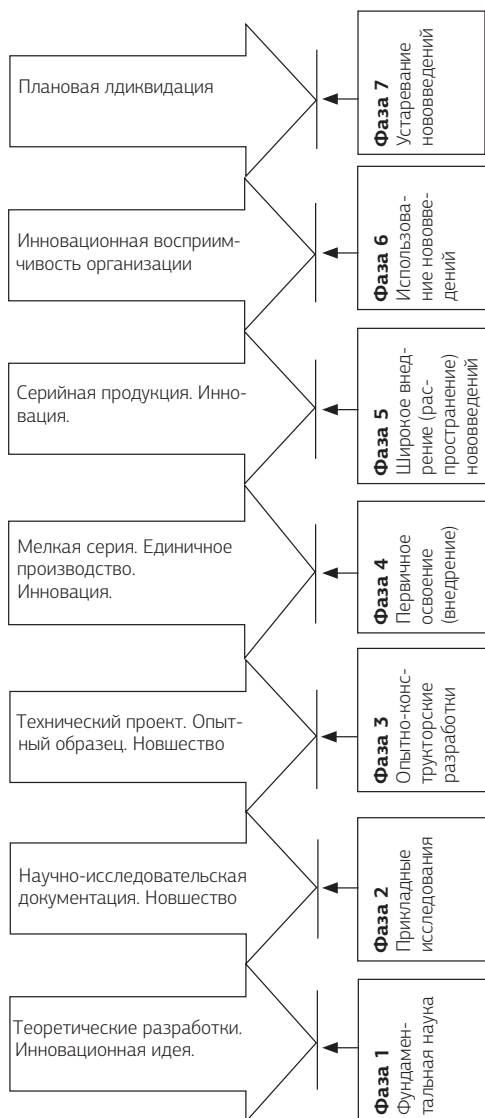 Плановая лдиквидация
Фаза 7
Устаревание
нововведений
Инновационная восприим-
чивость организации
Фаза 6
Использова-
ние нововве-
дений
Серийная продукция. Инно-
вация.
Фаза 5
Широкое внед-
рение (рас-
пространение)
нововведений
Мелкая серия. Единичное
производство.
Инновация.
Фаза 4
Первичное
освоение
(внедрение)
Технический проект. Опыт-
ный образец. Новшество
Фаза 3
Опытно-конс-
трукторские
разработки
Научно-исследовательская
документация. Новшество
Фаза 2
Прикладные
исследования
Теоретические разработки.
Инновационная идея.
Фаза 1
Фундамен-
тальная наука